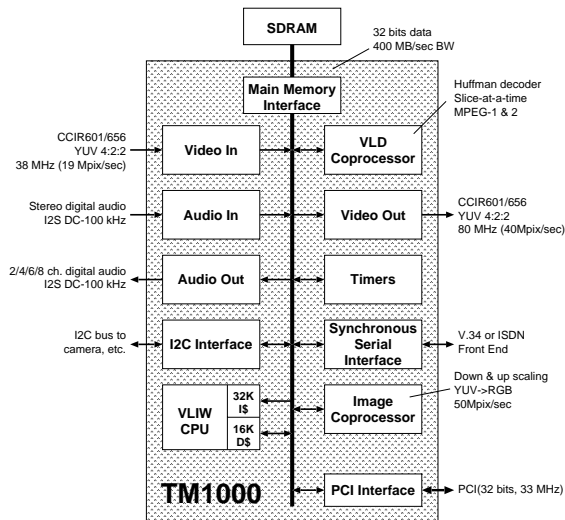 SDRAM
32 bits data
400 MB/sec BW
Main Memory
Interface
Huffman decoder
Slice-at-a-time
MPEG-1 & 2
CCIR601/656
YUV 4:2:2
38 MHz (19 Mpix/sec)
Video In
VLD
Coprocessor
Stereo digital audio
I2S DC-100 kHz
Audio In
Video Out
CCIR601/656
YUV 4:2:2
80 MHz (40Mpix/sec)
2/4/6/8 ch. digital audio
I2S DC-100 kHz
Audio Out
Timers
I2C bus to
camera, etc.
I2C Interface
Synchronous
Serial
Interface
V.34 or ISDN
Front End
Down & up scaling
YUV->RGB
50Mpix/sec
VLIW
CPU
32K
I$
16K
D$
Image
Coprocessor
TM1000
PCI Interface
PCI(32 bits, 33 MHz)